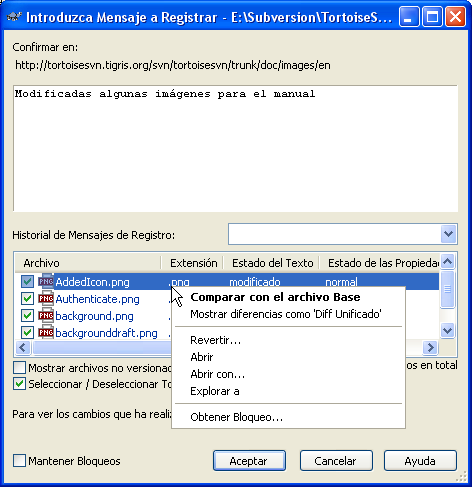 Introduzca Mensaje a Registrar - E:\Subversion\TortoiseS...
Confirmar en:
http://tortoisesvn.tigris.org/svn/tortoisesvn/trunk/doc/images/en
Modificadas algunas imágenes para el manual
Historial de Mensajes de Registro:
Archivo Extensión Estado del Texto Estado de las Propiedad
PNG AddedIcon.png .png modificado normal
PNG Authenticate.png
PNG background.png
PNG backgrounddraft.png
Comparar con el archivo Base
Mostrar diferencias como 'Diff Unificado'
Revertir...
Abrir
Abrir con...
Explorar a
Obtener Bloqueo...
Mostrar archivos no versionad os en total
Seleccionar / Deseleccionar To
Para ver los cambios que ha realiz
Mantener Bloqueos
Aceptar Cancelar Ayuda